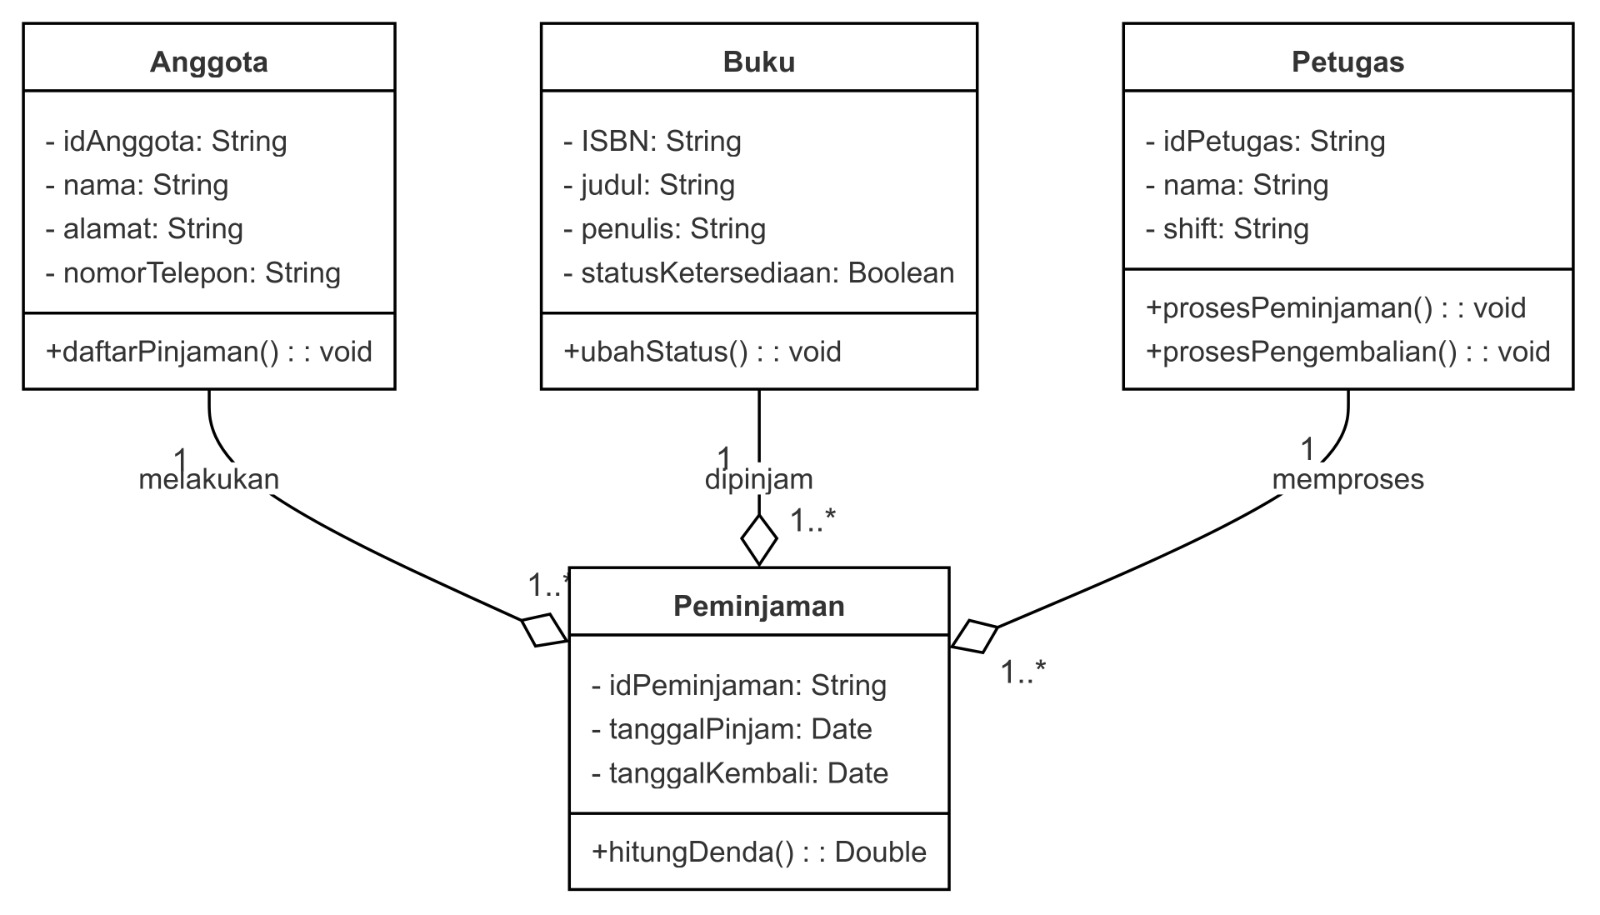 Anggota
- idAnggota: String
- nama: String
- alamat: String
- nomorTelepon: String
+daftarPinjaman() : : void
Buku
- ISBN: String
- judul: String
- penulis: String
- statusKetersediaan: Boolean
+ubahStatus() : : void
Petugas
- idPetugas: String
- nama: String
- shift: String
+prosesPeminjaman() : : void
+prosesPengembalian() : : void
1
melakukan
1..*
1
dipinjam
1..*
1
memproses
1..*
Peminjaman
- idPeminjaman: String
- tanggalPinjam: Date
- tanggalKembali: Date
+hitungDenda() : : Double